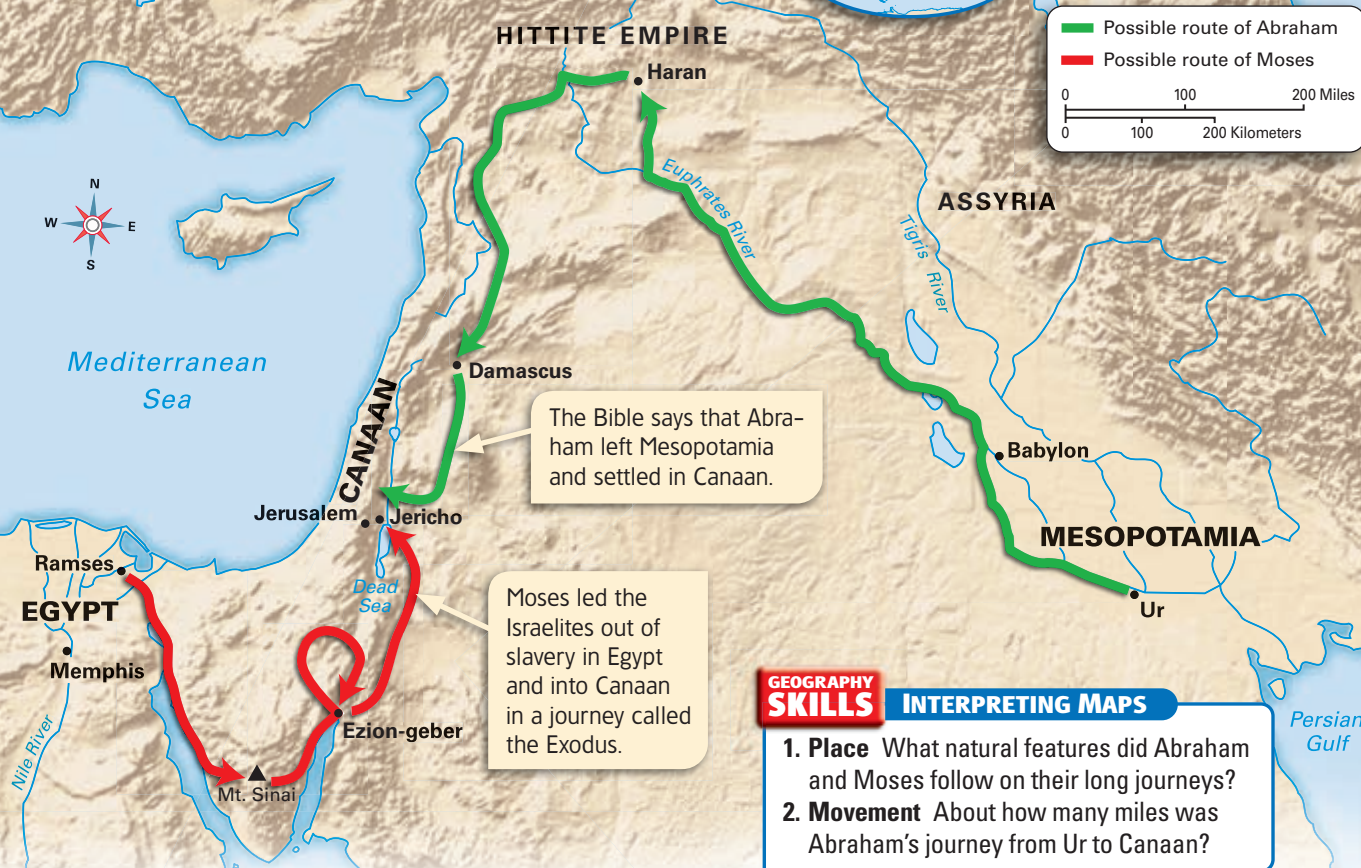 HITTITE EMPIRE
Haran
Possible route of Abraham
Possible route of Moses
0 100 200 Miles
0 100 200 Kilometers
N
W E
S
Euphrates River
ASSYRIA
Tigris River
Mediterranean
Sea
Damascus
CANAAN
The Bible says that Abra-
ham left Mesopotamia
and settled in Canaan.
Babylon
Jerusalem
Jericho
MESOPOTAMIA
Ramses
EGYPT
Dead
Sea
Moses led the
Israelites out of
slavery in Egypt
and into Canaan
in a journey called
the Exodus.
Ur
Memphis
Ezion-geber
Nile River
Mt. Sinai
Persian
Gulf
GEOGRAPHY
SKILLS
INTERPRETING MAPS
1. Place What natural features did Abraham
and Moses follow on their long journeys?
2. Movement About how many miles was
Abraham's journey from Ur to Canaan?